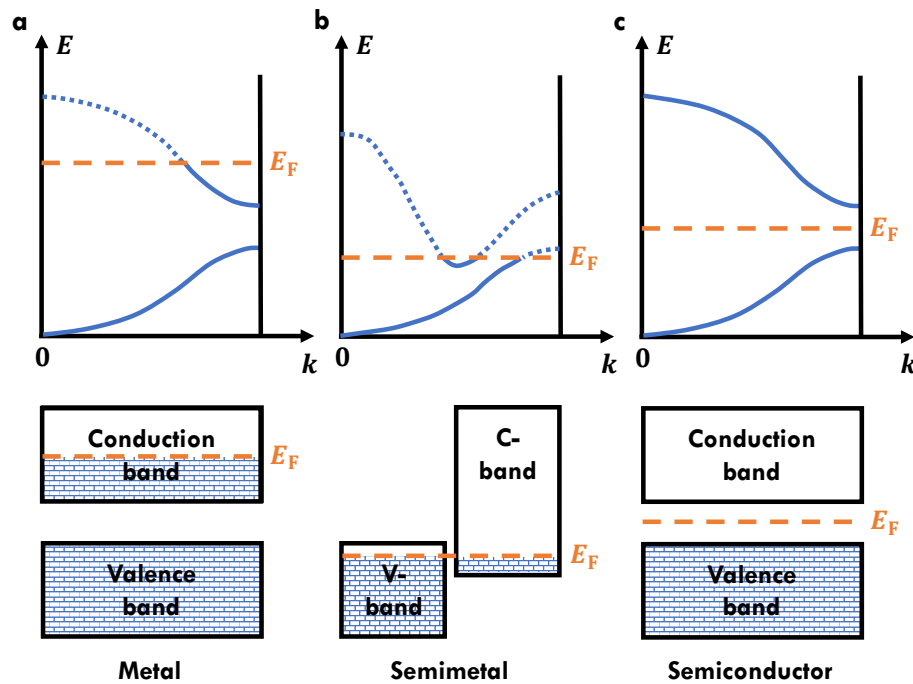 a
E
E_F
0
k
Conduction
band
E_F
Valence
band
Metal
b
E
E_F
0
k
C-
band
E_F
V-
band
Semimetal
c
E
E_F
0
k
Conduction
band
E_F
Valence
band
Semiconductor